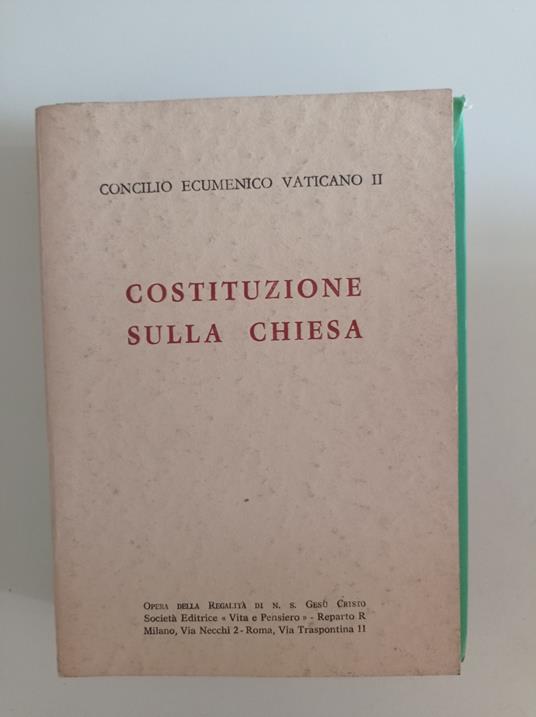 CONCILIO ECUMENICO VATICANO II
COSTITUZIONE
SULLA CHIESA
OPERA DELLA REGALITÀ DI N. S. GESÙ CRISTO
Società Editrice « Vita e Pensiero » - Reparto R
Milano, Via Necchi 2 - Roma, Via Traspontina 11